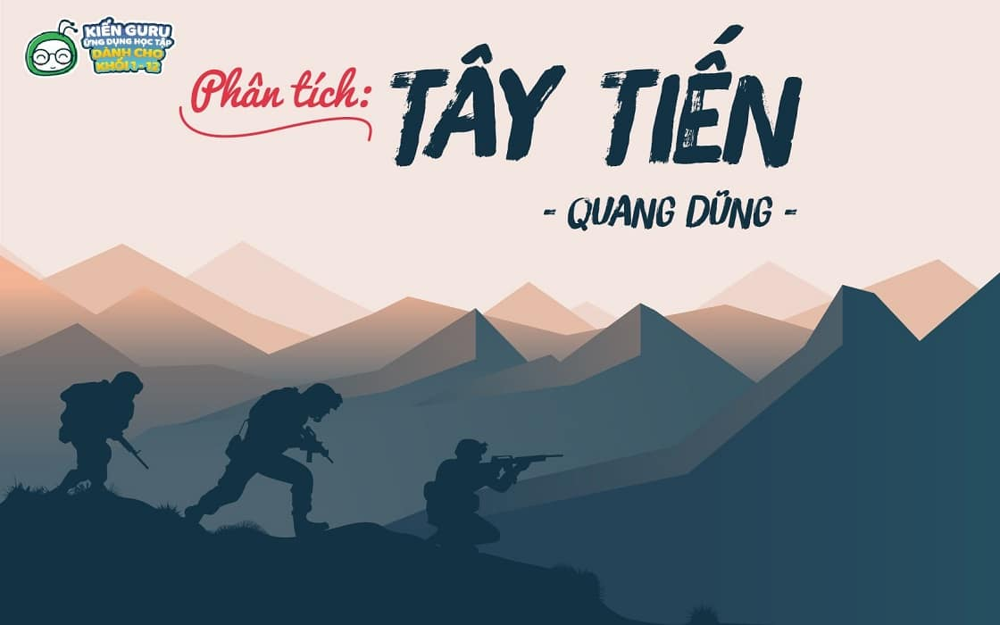 KIẾN GURU
ỨNG DỤNG HỌC TẬP
DÀNH CHO
KHỐI 1 - 12
Phân tích: TÂY TIẾN
- QUANG DŨNG -